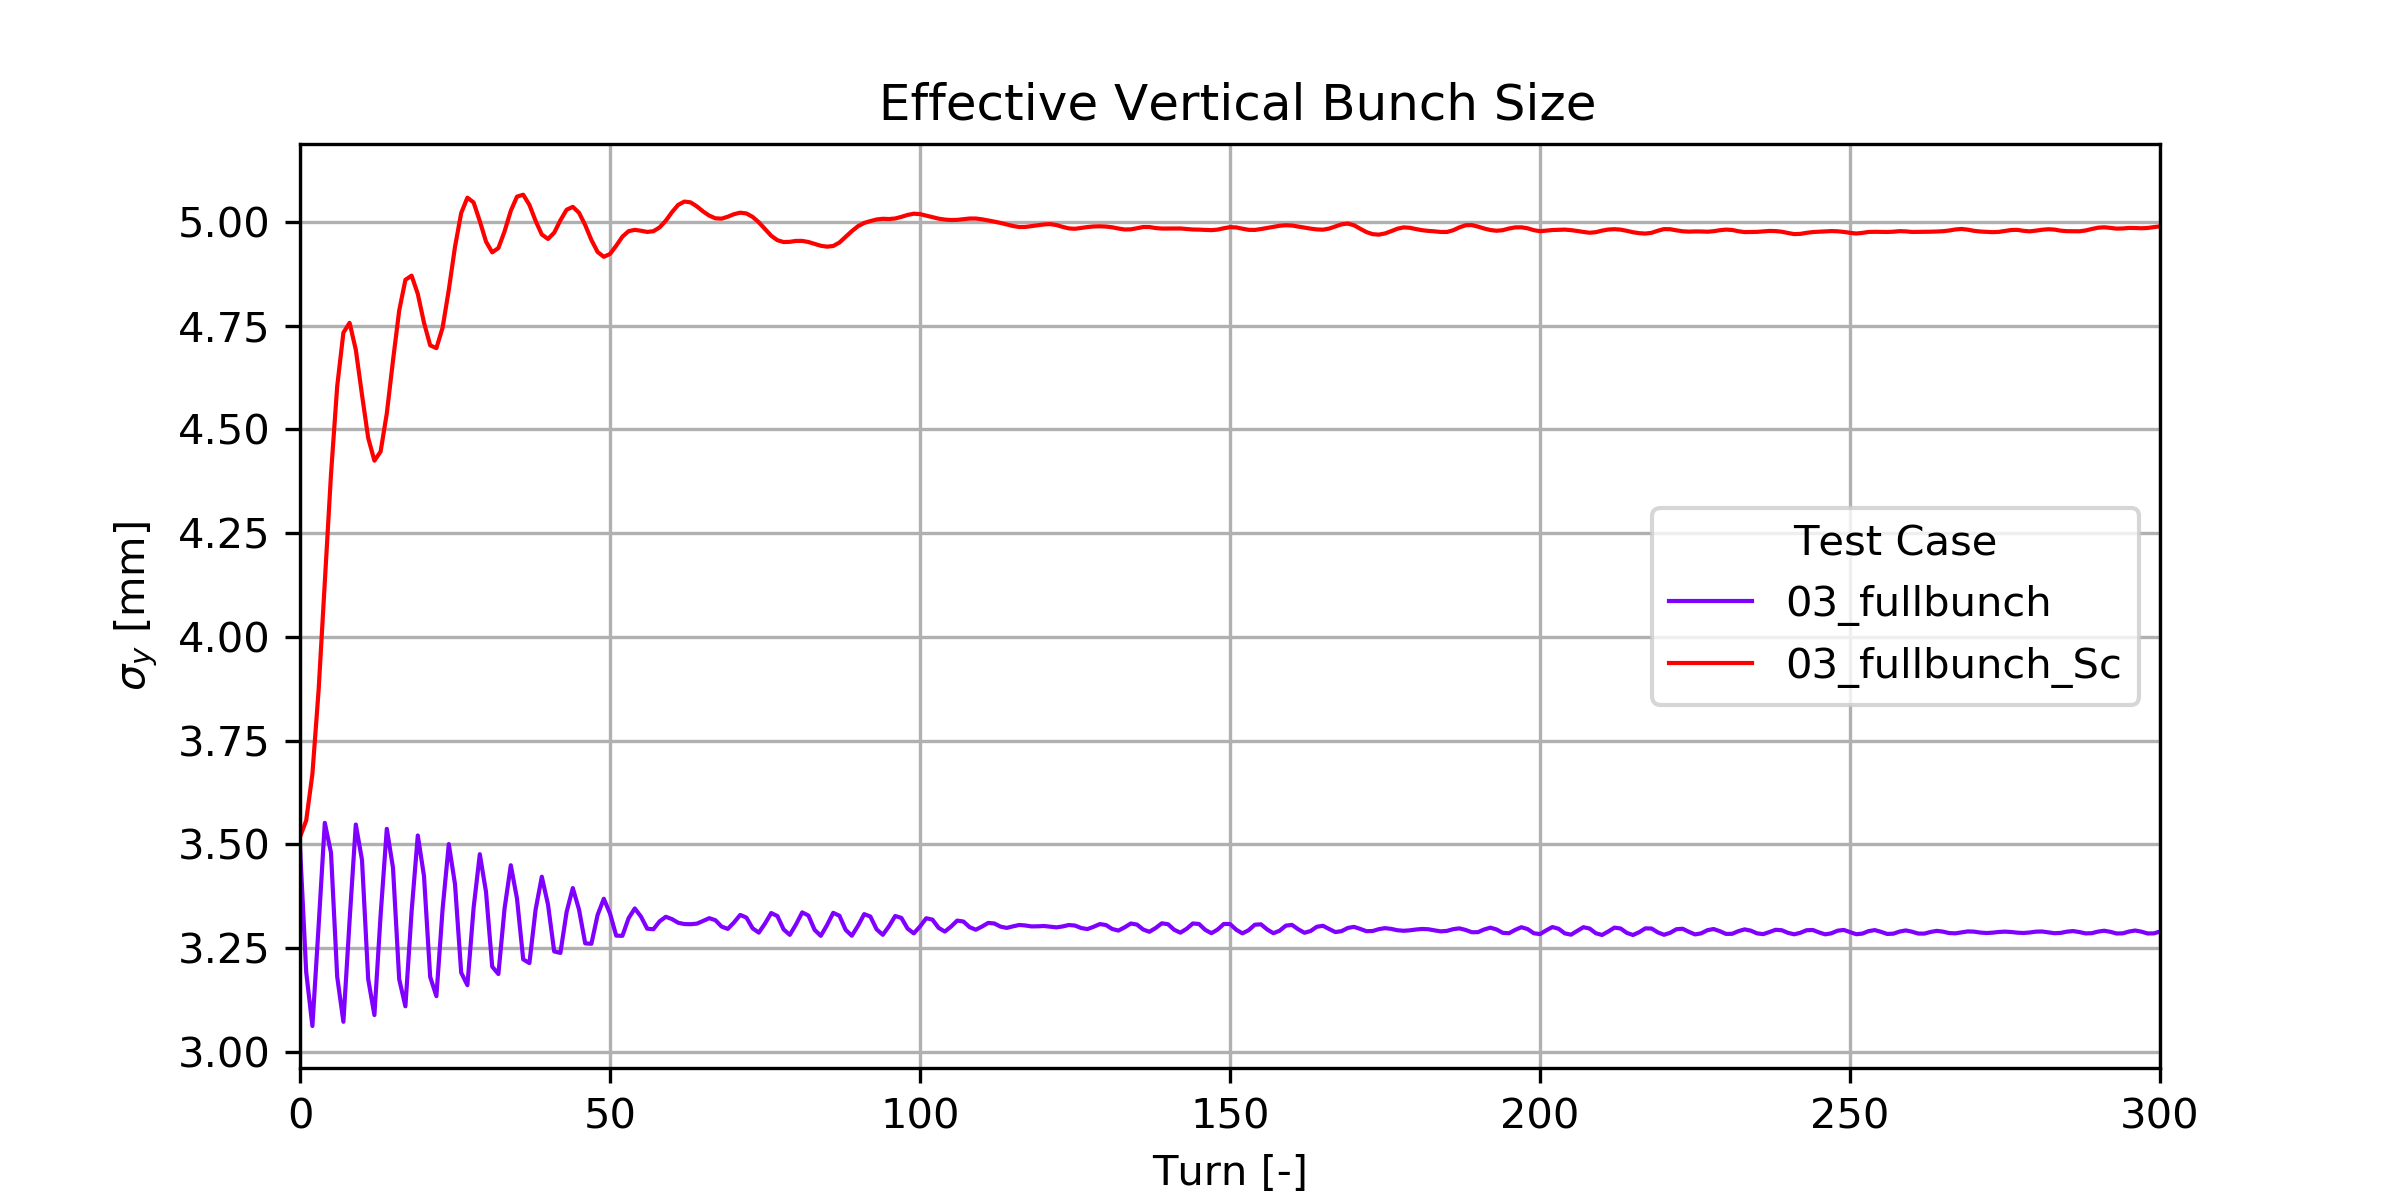 Effective Vertical Bunch Size
5.00
4.75
4.50
4.25
4.00
3.75
3.50
3.25
3.00
σy [mm]
Test Case
03_fullbunch
03_fullbunch_Sc
0 50 100 150 200 250 300
Turn [-]